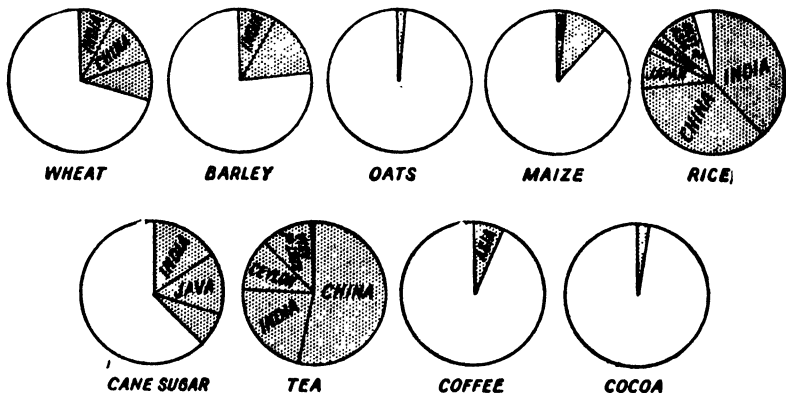 INDIA
CHINA
WHEAT
INDIA
BARLEY
OATS
MAIZE
INDIA
CHINA
RICE
INDIA
JAVA
CANE SUGAR
CHINA
INDIA
CEYLON
TEA
COFFEE
COCOA